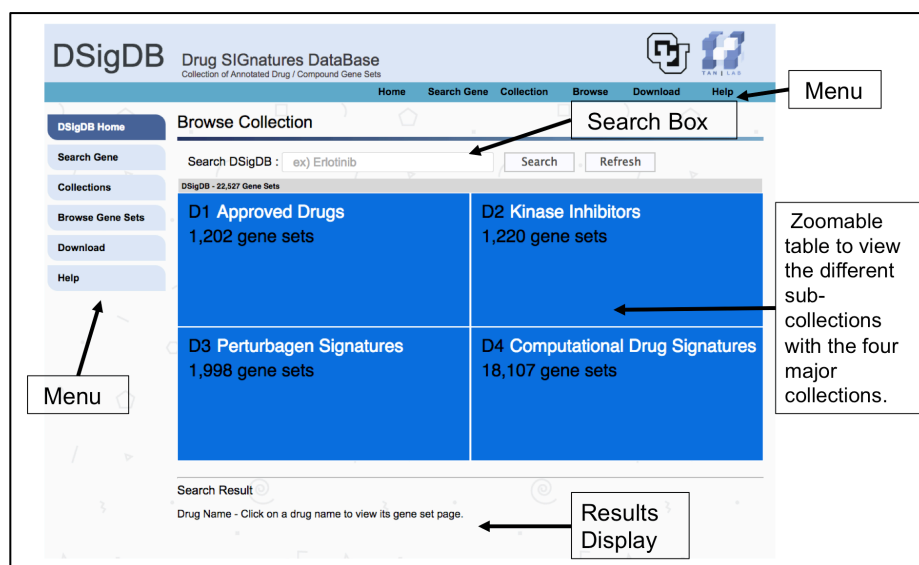 DSigDB
Drug SIGnatures DataBase
Collection of Annotated Drug / Compound Gene Sets
TAN | LAB
Home Search Gene Collection Browse Download Help
Menu
DSigDB Home
Search Gene
Collections
Browse Gene Sets
Download
Help
Menu
Browse Collection
Search Box
Search DSigDB : ex) Erlotinib Search Refresh
DSigDB - 22,527 Gene Sets
D1 Approved Drugs
1,202 gene sets
D2 Kinase Inhibitors
1,220 gene sets
D3 Perturbagen Signatures
1,998 gene sets
D4 Computational Drug Signatures
18,107 gene sets
Zoomable
table to view
the different
sub-
collections
with the four
major
collections.
Search Result
Drug Name - Click on a drug name to view its gene set page.
Results
Display